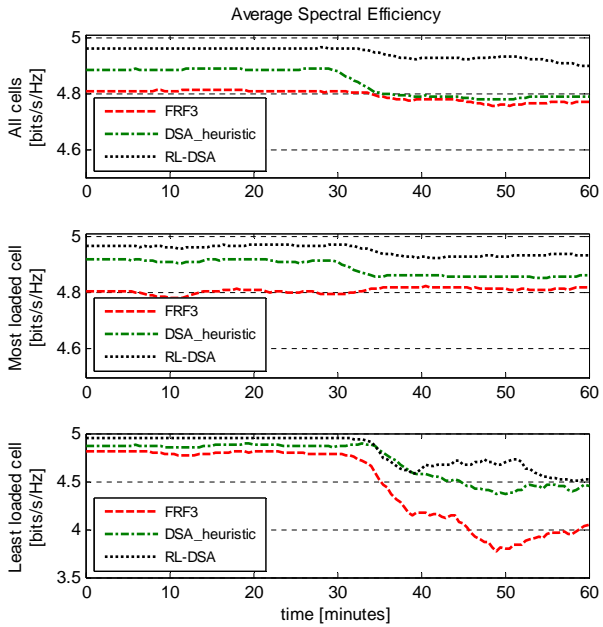 Average Spectral Efficiency
All cells
[bits/s/Hz]
5
4.8
4.6
FRF3
DSA_heuristic
RL-DSA
0 10 20 30 40 50 60
Most loaded cell
[bits/s/Hz]
5
4.8
4.6
FRF3
DSA_heuristic
RL-DSA
0 10 20 30 40 50 60
Least loaded cell
[bits/s/Hz]
5
4.5
4
3.5
FRF3
DSA_heuristic
RL-DSA
0 10 20 30 40 50 60
time [minutes]